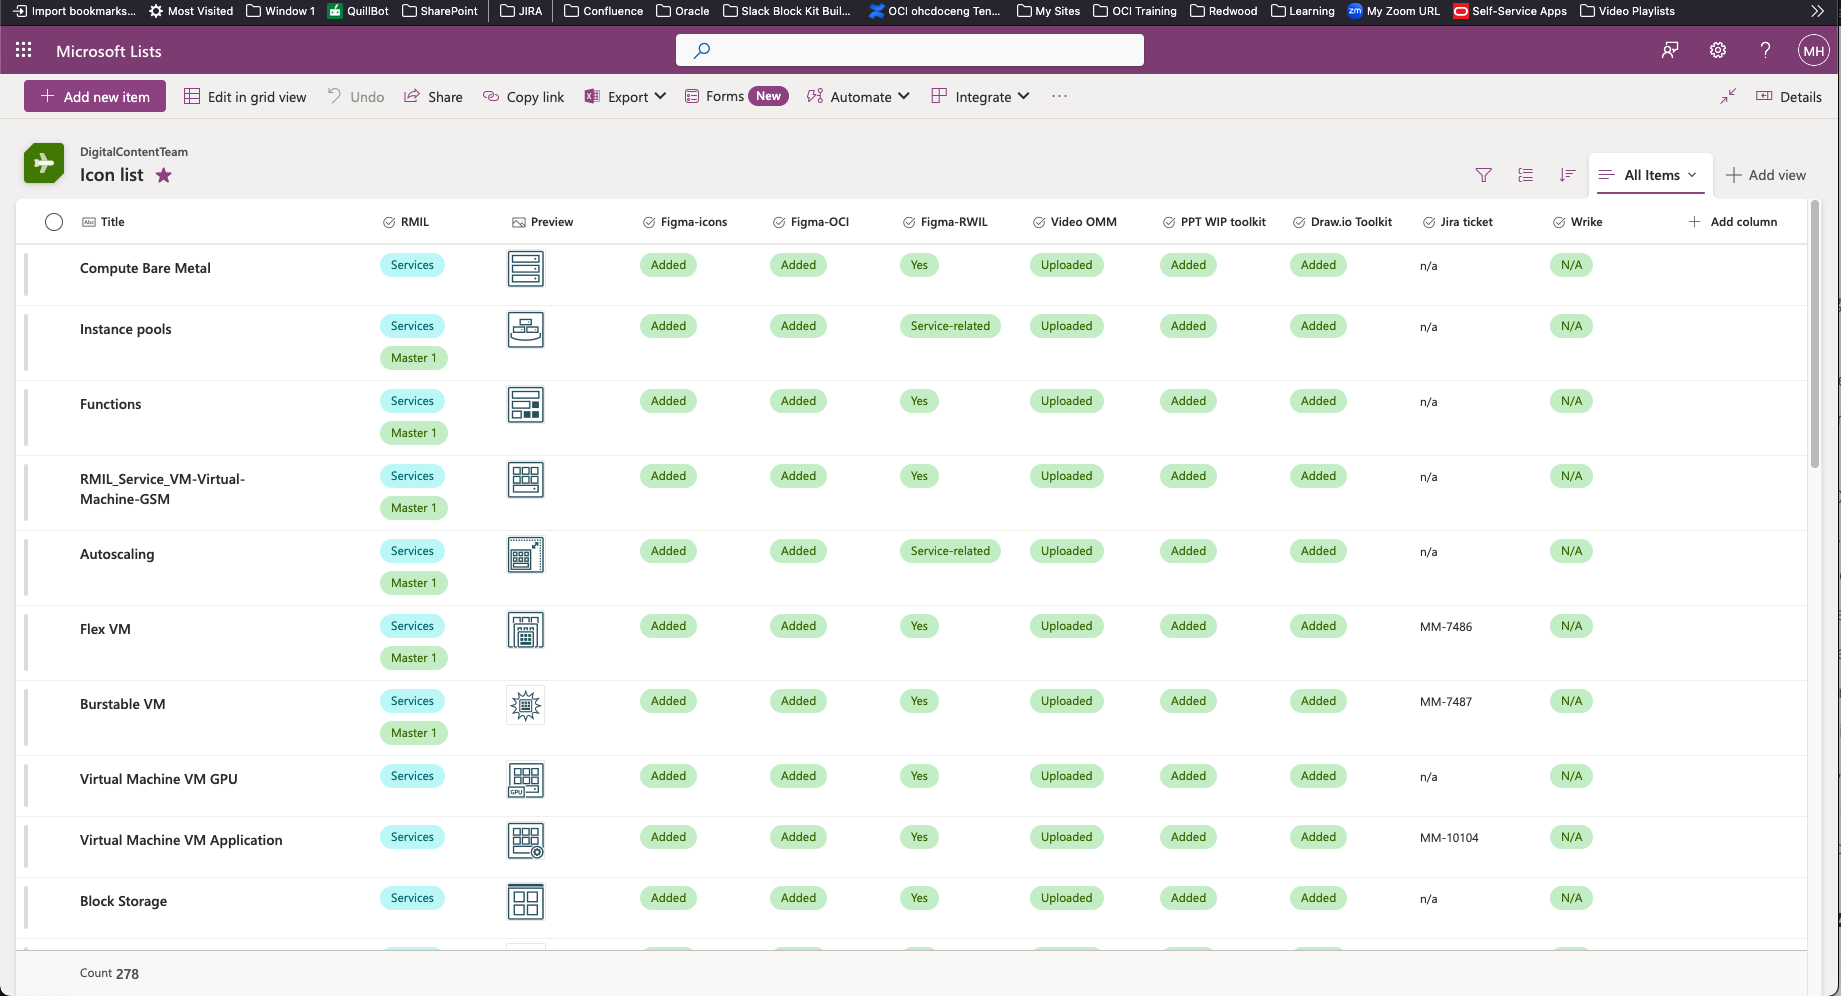 Import bookmarks... Most Visited Window 1 QuillBot SharePoint JIRA Confluence Oracle Slack Block Kit Buil... OCI ohcdoceng Ten... My Sites OCI Training Redwood Learning zm My Zoom URL Self-Service Apps Video Playlists
Microsoft Lists MH
Add new item Edit in grid view Undo Share Copy link Export Forms New Automate Integrate ... Details
DigitalContentTeam
Icon list
All Items Add view
Abc Title RMIL Preview Figma-icons Figma-OCI Figma-RWIL Video OMM PPT WIP toolkit Draw.io Toolkit Jira ticket Wrike Add column
Compute Bare Metal Services Added Added Yes Uploaded Added Added n/a N/A
Instance pools Services Added Added Service-related Uploaded Added Added n/a N/A
Master 1
Functions Services Added Added Yes Uploaded Added Added n/a N/A
Master 1
RMIL_Service_VM-Virtual- Services Added Added Yes Uploaded Added Added n/a N/A
Machine-GSM Master 1
Autoscaling Services Added Added Service-related Uploaded Added Added n/a N/A
Master 1
Flex VM Services Added Added Yes Uploaded Added Added MM-7486 N/A
Master 1
Burstable VM Services Added Added Yes Uploaded Added Added MM-7487 N/A
Master 1
Virtual Machine VM GPU Services GPU Added Added Yes Uploaded Added Added n/a N/A
Virtual Machine VM Application Services Added Added Yes Uploaded Added Added MM-10104 N/A
Block Storage Services Added Added Yes Uploaded Added Added n/a N/A
Count 278